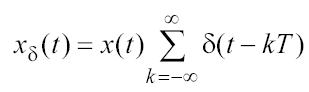 x_δ(t) = x(t) ∑_{k=−∞}^{∞} δ(t − kT)